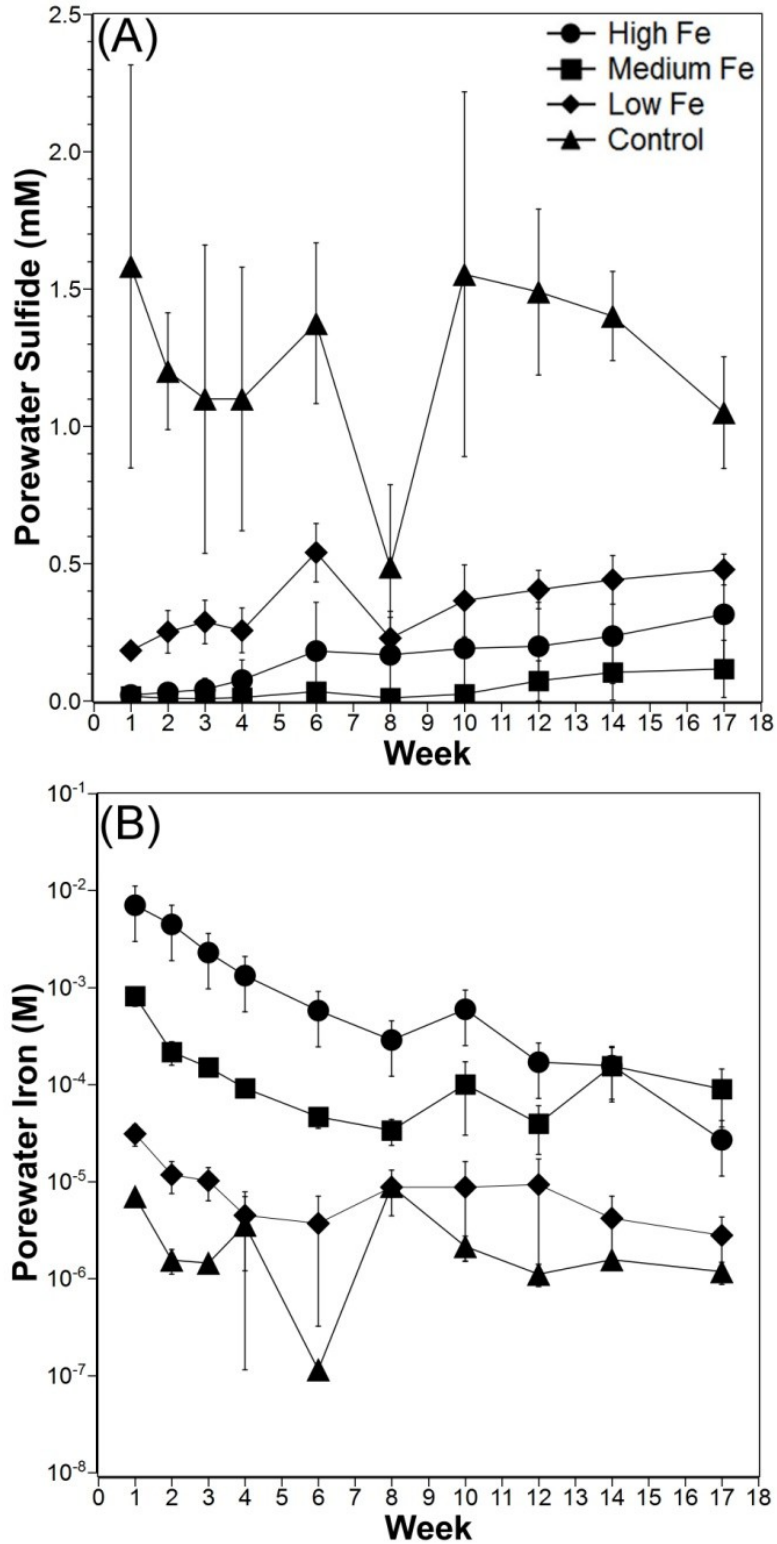 (A)
High Fe
Medium Fe
Low Fe
Control
2.5
2.0
1.5
1.0
0.5
0.0
Porewater Sulfide (mM)
0 1 2 3 4 5 6 7 8 9 10 11 12 13 14 15 16 17 18
Week
(B)
10-1
10-2
10-3
10-4
10-5
10-6
10-7
10-8
Porewater Iron (M)
0 1 2 3 4 5 6 7 8 9 10 11 12 13 14 15 16 17 18
Week